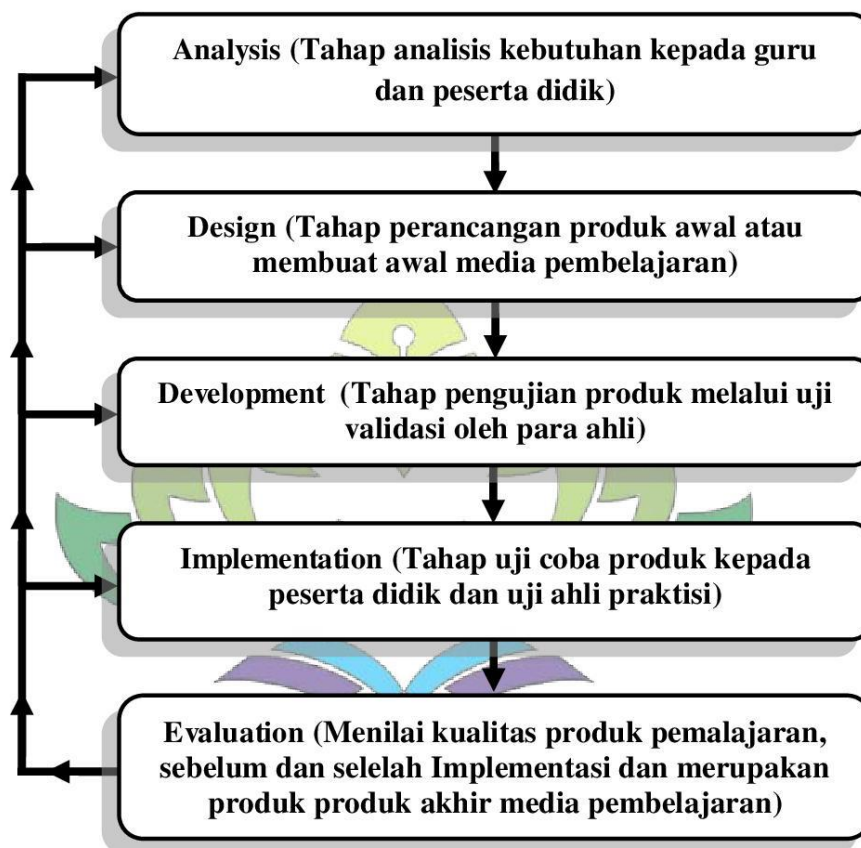 Analysis (Tahap analisis kebutuhan kepada guru
dan peserta didik)
Design (Tahap perancangan produk awal atau
membuat awal media pembelajaran)
Development (Tahap pengujian produk melalui uji
validasi oleh para ahli)
Implementation (Tahap uji coba produk kepada
peserta didik dan uji ahli praktisi)
Evaluation (Menilai kualitas produk pemalajaran,
sebelum dan selelah Implementasi dan merupakan
produk produk akhir media pembelajaran)